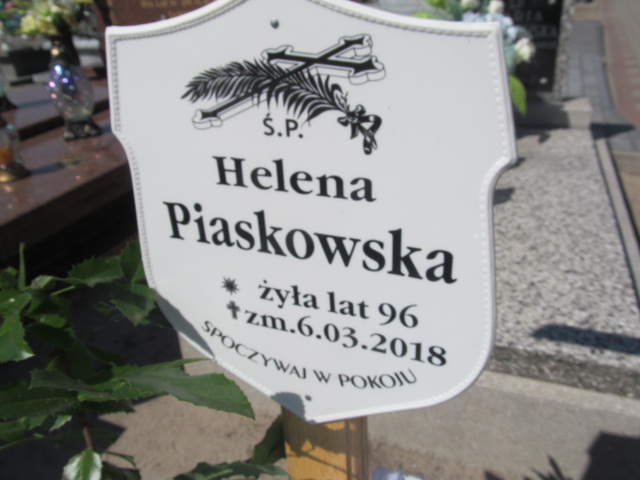 Ś.P.
Helena
Piaskowska
żyła lat 96
zm.6.03.2018
SPOCZYWAJ W POKOJU